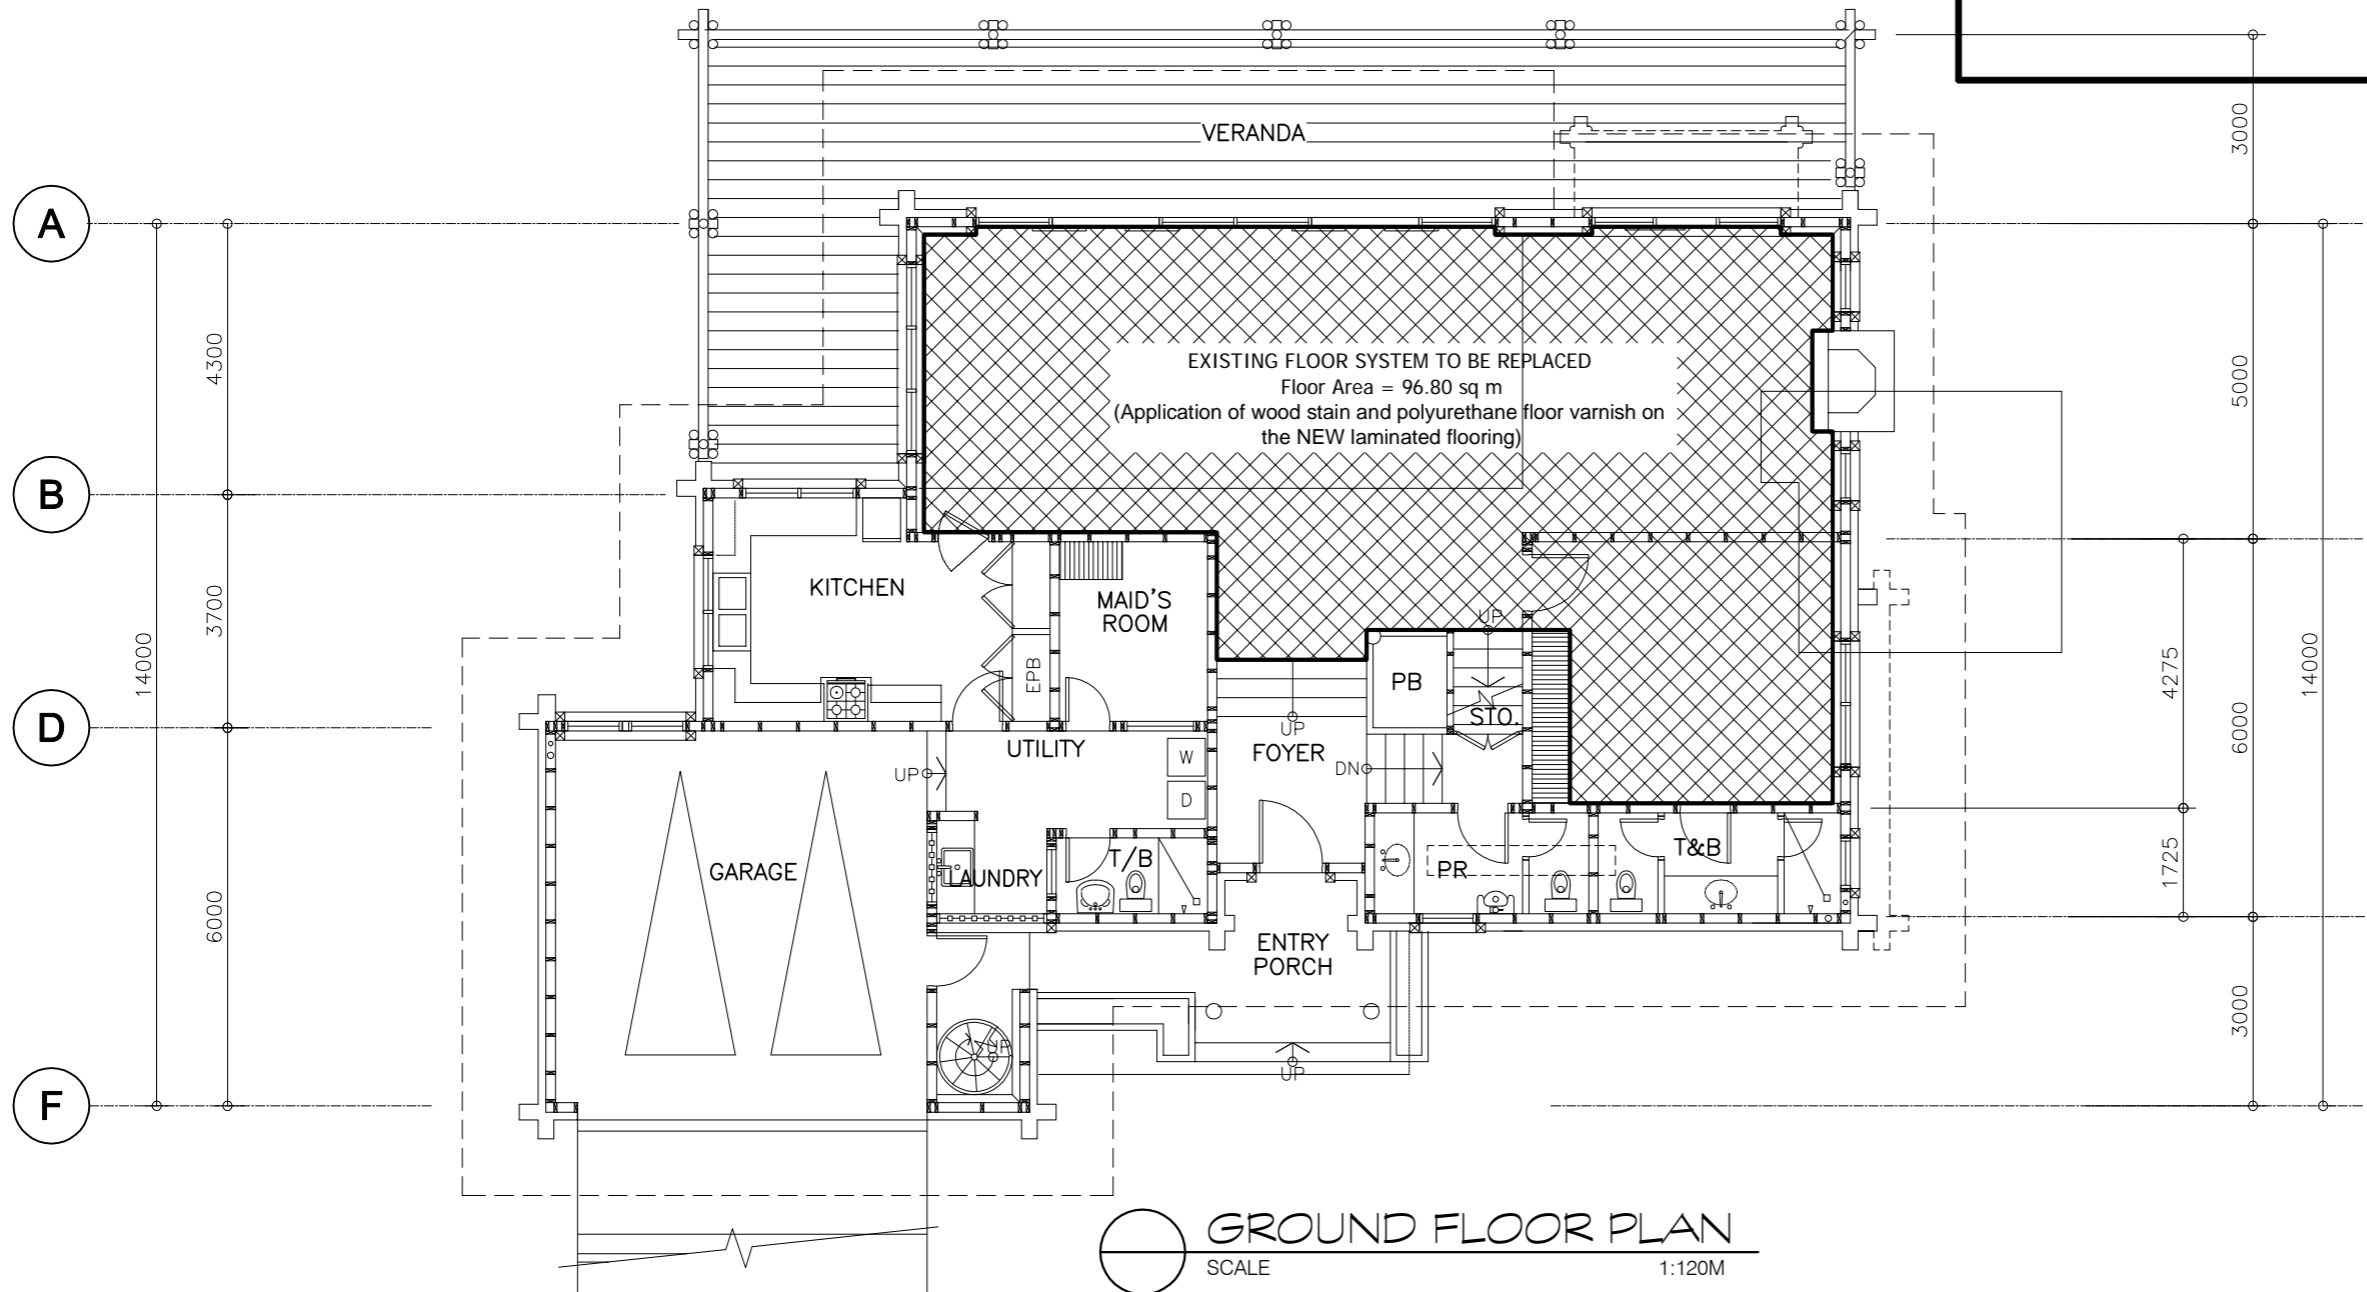 VERANDA
3000
A
EXISTING FLOOR SYSTEM TO BE REPLACED
Floor Area = 96.80 sq m
(Application of wood stain and polyurethane floor varnish on
the NEW laminated flooring)
4300
5000
B
KITCHEN
MAID'S
ROOM
UP
3700
14000
EPB
PB
4275
14000
STO.
D
UP
UTILITY
W
FOYER
6000
UP
DN
D
GARAGE
LAUNDRY
T/B
PR
T&B
1725
6000
ENTRY
PORCH
3000
UP
UP
F
GROUND FLOOR PLAN
SCALE
1:120M